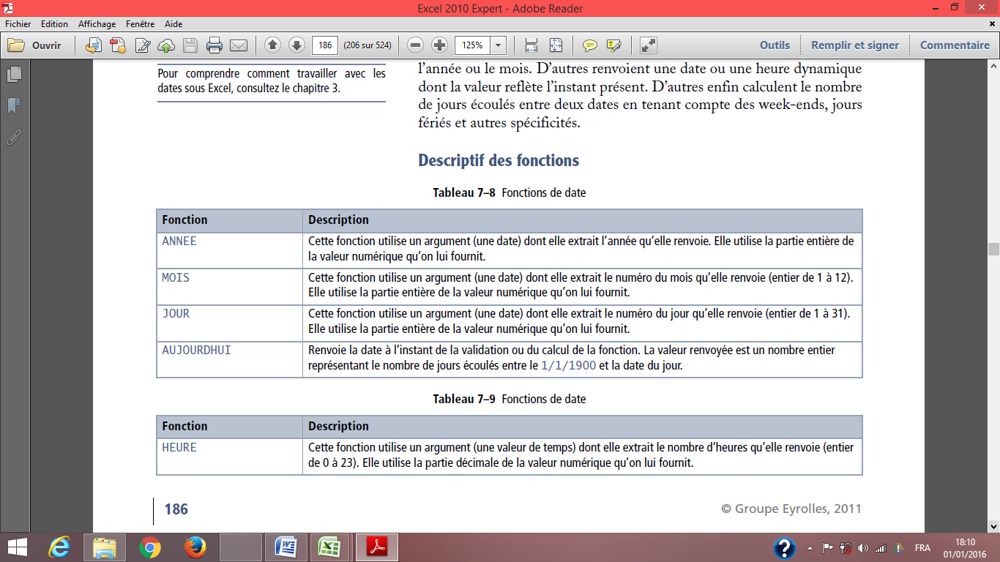 Excel 2010 Expert - Adobe Reader
Fichier Edition Affichage Fenêtre Aide
Ouvrir 186 (206 sur 524) 125% Outils Remplir et signer Commentaire
Pour comprendre comment travailler avec les
dates sous Excel, consultez le chapitre 3.
l'année ou le mois. D'autres renvoient une date ou une heure dynamique
dont la valeur reflète l'instant présent. D'autres enfin calculent le nombre
de jours écoulés entre deux dates en tenant compte des week-ends, jours
fériés et autres spécificités.
Descriptif des fonctions
Tableau 7–8 Fonctions de date
Fonction Description
ANNEE Cette fonction utilise un argument (une date) dont elle extrait l'année qu'elle renvoie. Elle utilise la partie entière de
la valeur numérique qu'on lui fournit.
MOIS Cette fonction utilise un argument (une date) dont elle extrait le numéro du mois qu'elle renvoie (entier de 1 à 12).
Elle utilise la partie entière de la valeur numérique qu'on lui fournit.
JOUR Cette fonction utilise un argument (une date) dont elle extrait le numéro du jour qu'elle renvoie (entier de 1 à 31).
Elle utilise la partie entière de la valeur numérique qu'on lui fournit.
AUJOURDHUI Renvoie la date à l'instant de la validation ou du calcul de la fonction. La valeur renvoyée est un nombre entier
représentant le nombre de jours écoulés entre le 1/1/1900 et la date du jour.
Tableau 7–9 Fonctions de date
Fonction Description
HEURE Cette fonction utilise un argument (une valeur de temps) dont elle extrait le nombre d'heures qu'elle renvoie (entier
de 0 à 23). Elle utilise la partie décimale de la valeur numérique qu'on lui fournit.
186 © Groupe Eyrolles, 2011
FRA 18:10
01/01/2016